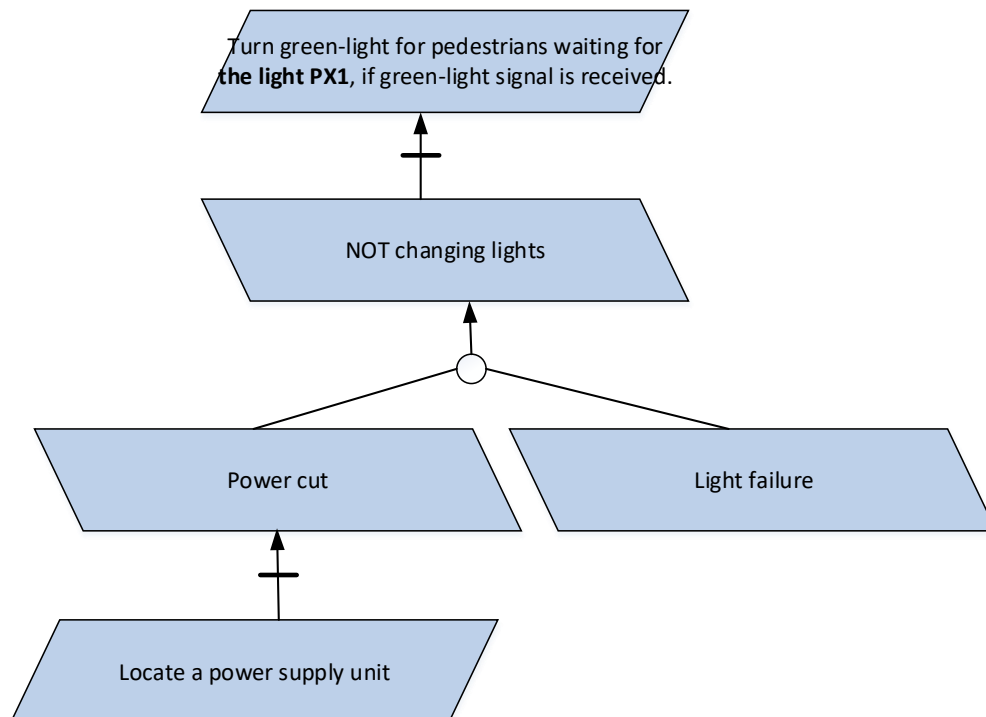 Turn green-light for pedestrians waiting for
the light PX1, if green-light signal is received.
NOT changing lights
Power cut
Light failure
Locate a power supply unit